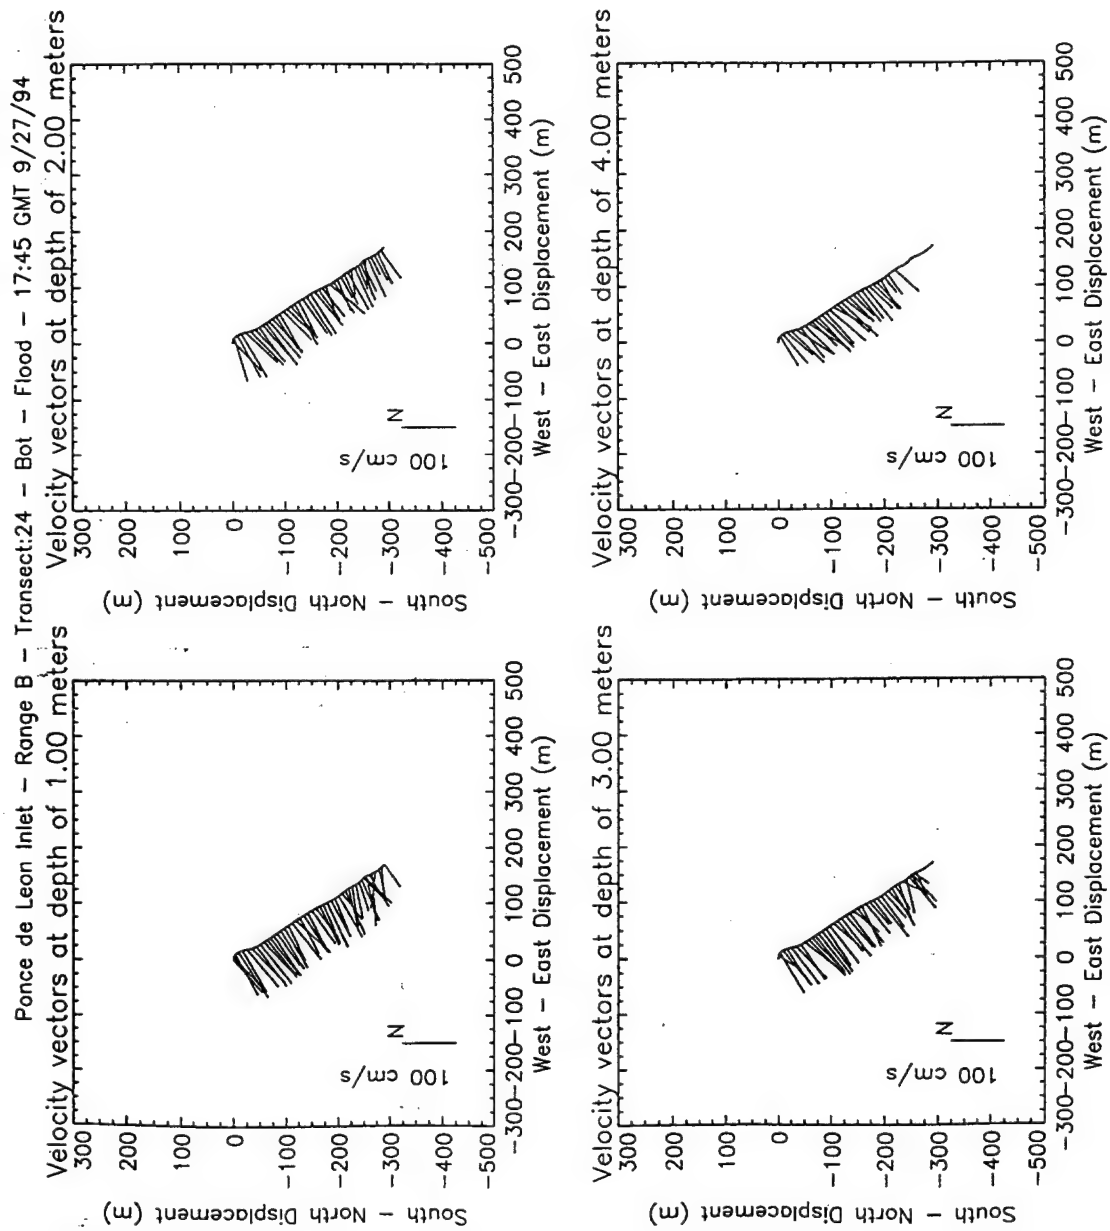 Ponce de Leon Inlet – Range B – Transect:24 – Bot – Flood – 17:45 GMT 9/27/94
Velocity vectors at depth of 1.00 meters
300
200
100
0
–100
–200
–300
–400
–500
South – North Displacement (m)
N
100 cm/s
–300–200–100 0 100 200 300 400 500
West – East Displacement (m)
Velocity vectors at depth of 2.00 meters
300
200
100
0
–100
–200
–300
–400
–500
South – North Displacement (m)
N
100 cm/s
–300–200–100 0 100 200 300 400 500
West – East Displacement (m)
Velocity vectors at depth of 3.00 meters
300
200
100
0
–100
–200
–300
–400
–500
South – North Displacement (m)
N
100 cm/s
–300–200–100 0 100 200 300 400 500
West – East Displacement (m)
Velocity vectors at depth of 4.00 meters
300
200
100
0
–100
–200
–300
–400
–500
South – North Displacement (m)
N
100 cm/s
–300–200–100 0 100 200 300 400 500
West – East Displacement (m)